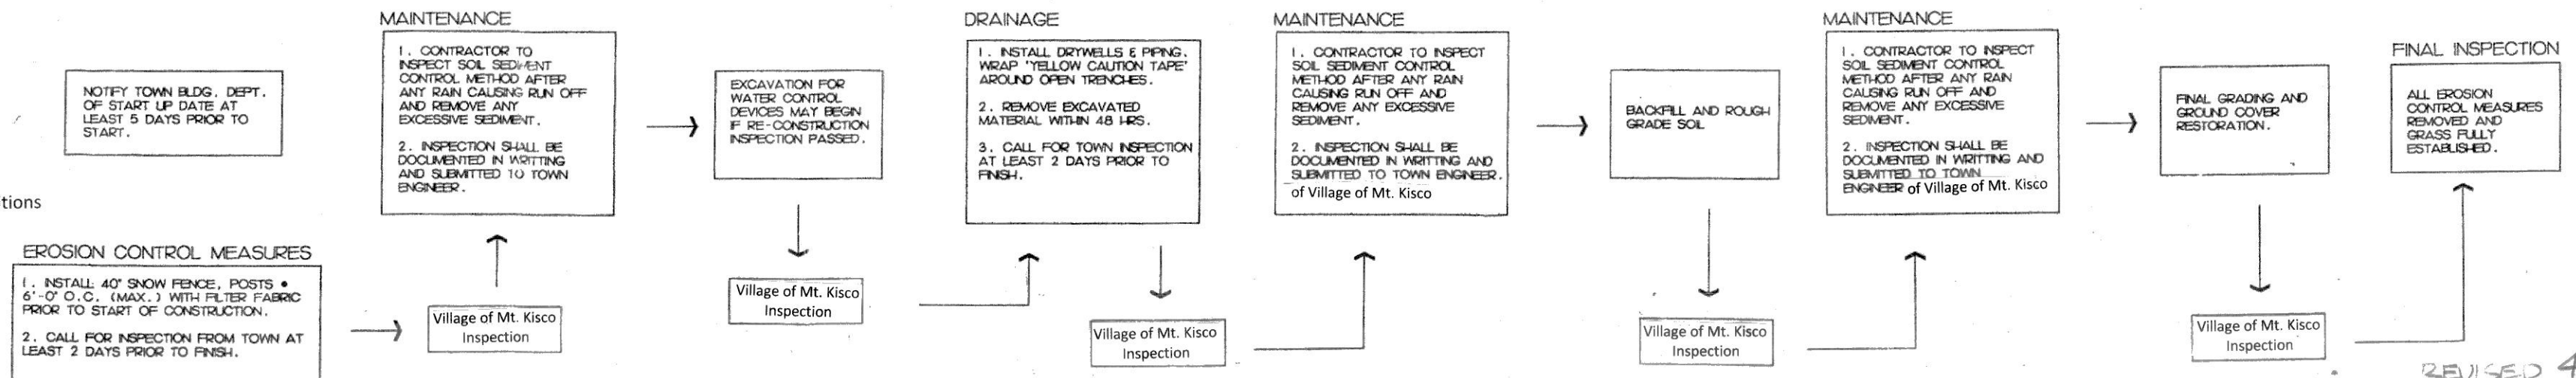 NOTIFY TOWN BLDG. DEPT.
OF START UP DATE AT
LEAST 5 DAYS PRIOR TO
START.
tions
EROSION CONTROL MEASURES
1. INSTALL 40" SNOW FENCE, POSTS •
6'-0" O.C. (MAX.) WITH FILTER FABRIC
PRIOR TO START OF CONSTRUCTION.
2. CALL FOR INSPECTION FROM TOWN AT
LEAST 2 DAYS PRIOR TO FINISH.
Village of Mt. Kisco
Inspection
MAINTENANCE
1. CONTRACTOR TO
INSPECT SOIL SEDIMENT
CONTROL METHOD AFTER
ANY RAIN CAUSING RUN OFF
AND REMOVE ANY
EXCESSIVE SEDIMENT.
2. INSPECTION SHALL BE
DOCUMENTED IN WRITTING
AND SUBMITTED TO TOWN
ENGINEER.
EXCAVATION FOR
WATER CONTROL
DEVICES MAY BEGIN
IF RE-CONSTRUCTION
INSPECTION PASSED.
Village of Mt. Kisco
Inspection
DRAINAGE
1. INSTALL DRYWELLS & PIPING.
WRAP "YELLOW CAUTION TAPE"
AROUND OPEN TRENCHES.
2. REMOVE EXCAVATED
MATERIAL WITHIN 48 HRS.
3. CALL FOR TOWN INSPECTION
AT LEAST 2 DAYS PRIOR TO
FINISH.
Village of Mt. Kisco
Inspection
MAINTENANCE
1. CONTRACTOR TO INSPECT
SOIL SEDIMENT CONTROL
METHOD AFTER ANY RAIN
CAUSING RUN OFF AND
REMOVE ANY EXCESSIVE
SEDIMENT.
2. INSPECTION SHALL BE
DOCUMENTED IN WRITTING AND
SUBMITTED TO TOWN ENGINEER.
of Village of Mt. Kisco
BACKFILL AND ROUGH
GRADE SOIL
Village of Mt. Kisco
Inspection
MAINTENANCE
1. CONTRACTOR TO INSPECT
SOIL SEDIMENT CONTROL
METHOD AFTER ANY RAIN
CAUSING RUN OFF AND
REMOVE ANY EXCESSIVE
SEDIMENT.
2. INSPECTION SHALL BE
DOCUMENTED IN WRITTING AND
SUBMITTED TO TOWN
ENGINEER of Village of Mt. Kisco
FINAL GRADING AND
GROUND COVER
RESTORATION.
Village of Mt. Kisco
Inspection
FINAL INSPECTION
ALL EROSION
CONTROL MEASURES
REMOVED AND
GRASS FULLY
ESTABLISHED.
REVISED 4